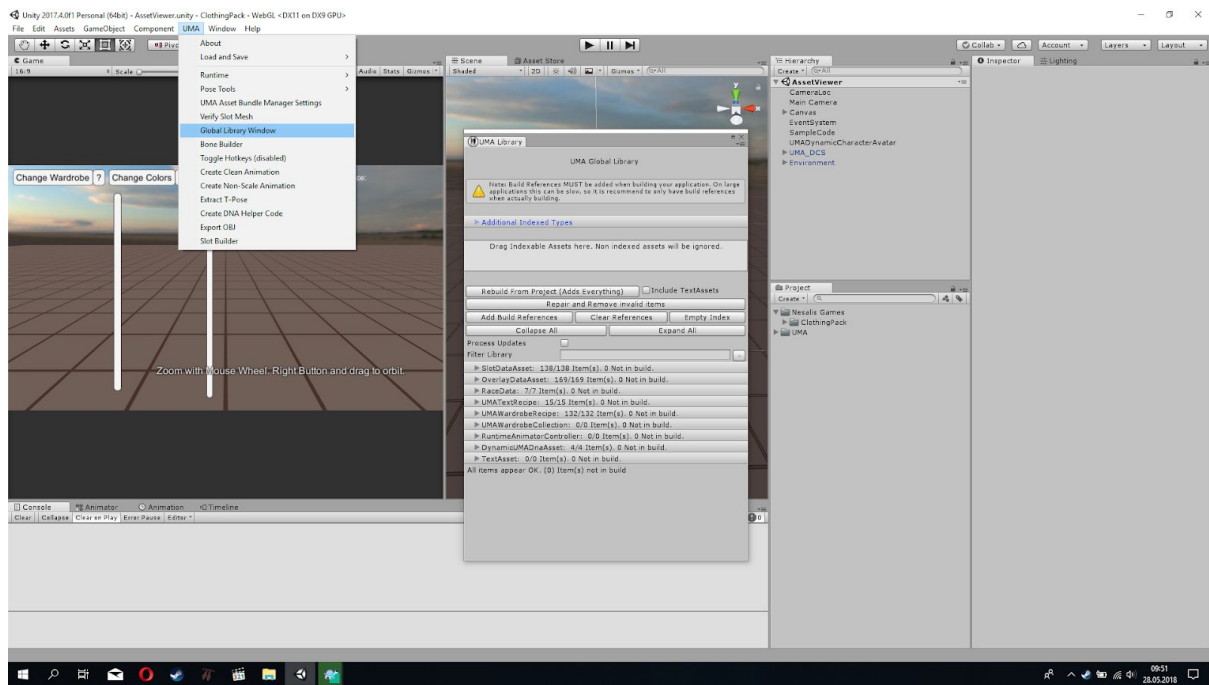 Unity 2017.4.0f1 Personal (64bit) - AssetViewer.unity - ClothingPack - WebGL <DX11 on DX9 GPU>
File Edit Assets GameObject Component UMA Window Help
Collab Account Layers Layout
About
Load and Save
Runtime
Pose Tools
UMA Asset Bundle Manager Settings
Verify Slot Mesh
Global Library Window
Bone Builder
Toggle Hotkeys (disabled)
Create Clean Animation
Create Non-Scale Animation
Extract T-Pose
Create DNA Helper Code
Export OBJ
Slot Builder
Game
16:9 Scale Audio Stats Gizmos
Change Wardrobe ? Change Colors
Zoom with Mouse Wheel. Right Button and drag to orbit.
Scene Asset Store
Shaded 2D Gizmos All
UMA Library
UMA Global Library
Note: Build References MUST be added when building your application. On large
applications this can be slow, so it is recommended to only have build references
when actually building.
Additional Indexed Types
Drag Indexable Assets here. Non indexed assets will be ignored.
Rebuild From Project (Adds Everything) Include TextAssets
Repair and Remove invalid items
Add Build References Clear References Empty Index
Collapse All Expand All
Process Updates
Filter Library
SlotDataAsset: 138/138 Item(s). 0 Not in build.
OverlayDataAsset: 169/169 Item(s). 0 Not in build.
RaceData: 7/7 Item(s). 0 Not in build.
UMATextRecipe: 15/15 Item(s). 0 Not in build.
UMAWardrobeRecipe: 132/132 Item(s). 0 Not in build.
UMAWardrobeCollection: 0/0 Item(s). 0 Not in build.
RuntimeAnimatorController: 0/0 Item(s). 0 Not in build.
DynamicUMADnaAsset: 4/4 Item(s). 0 Not in build.
TextAsset: 0/0 Item(s). 0 Not in build.
All items appear OK. (0) Item(s) not in build
Hierarchy
Create All
AssetViewer
CameraLoc
Main Camera
Canvas
EventSystem
SampleCode
UMADynamicCharacterAvatar
UMA_DCS
Environment
Project
Create
Nesalis Games
ClothingPack
UMA
Inspector Lighting
Console Animator Animation Timeline
Clear Collapse Clear on Play Error Pause Editor
0
09:51
28.05.2018